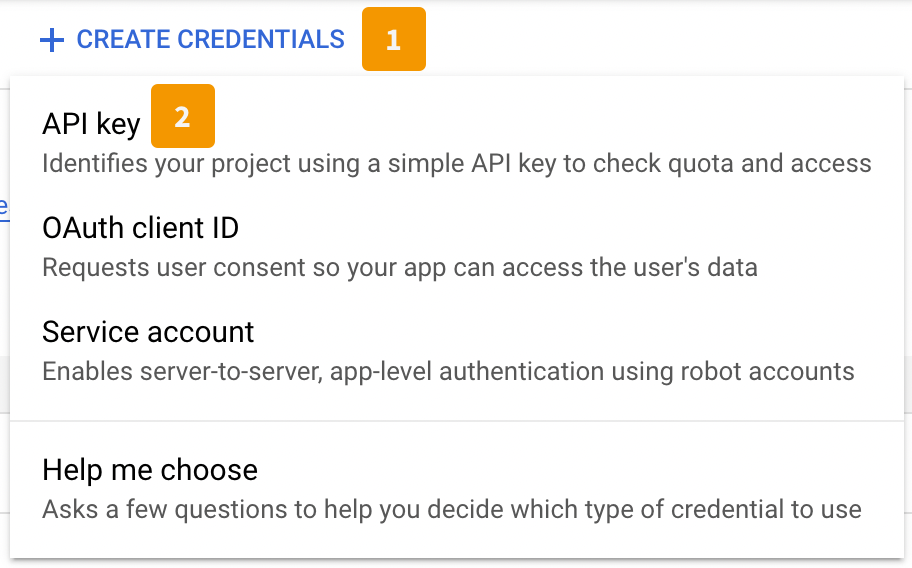 + CREATE CREDENTIALS 1
API key 2
Identifies your project using a simple API key to check quota and access
e
OAuth client ID
Requests user consent so your app can access the user's data
Service account
Enables server-to-server, app-level authentication using robot accounts
Help me choose
Asks a few questions to help you decide which type of credential to use